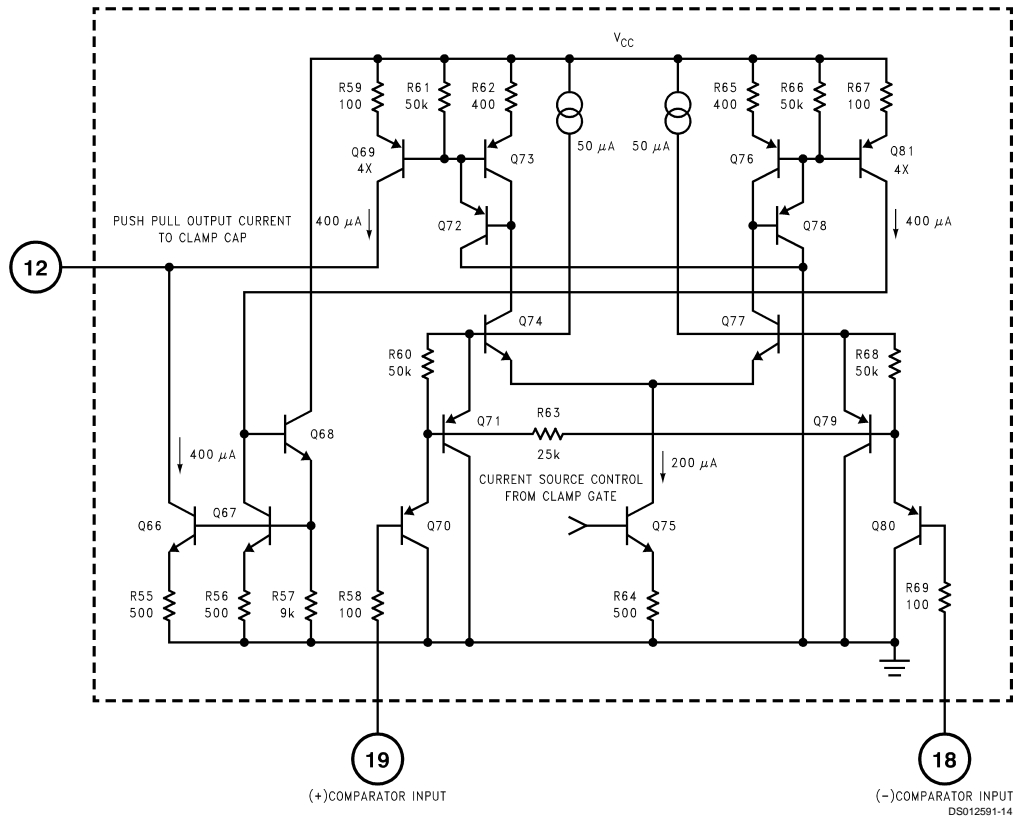 V_CC
R59
100
R61
50k
R62
400
R65
400
R66
50k
R67
100
50 μA
50 μA
Q69
4X
Q73
Q76
Q81
4X
PUSH PULL OUTPUT CURRENT
TO CLAMP CAP
400 μA
Q72
Q78
400 μA
12
Q74
Q77
R60
50k
R68
50k
Q71
R63
25k
Q79
Q68
400 μA
CURRENT SOURCE CONTROL
FROM CLAMP GATE
200 μA
Q66
Q67
Q70
Q75
Q80
R55
500
R56
500
R57
9k
R58
100
R64
500
R69
100
19
18
(+)COMPARATOR INPUT
(-)COMPARATOR INPUT
DS012591-14